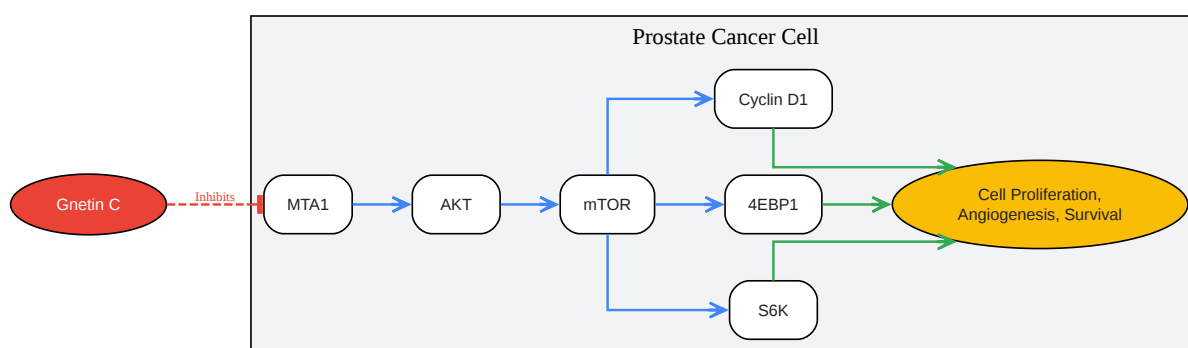 Prostate Cancer Cell
Cyclin D1
Gnetin C
Inhibits
MTA1
AKT
mTOR
4EBP1
Cell Proliferation,
Angiogenesis, Survival
S6K